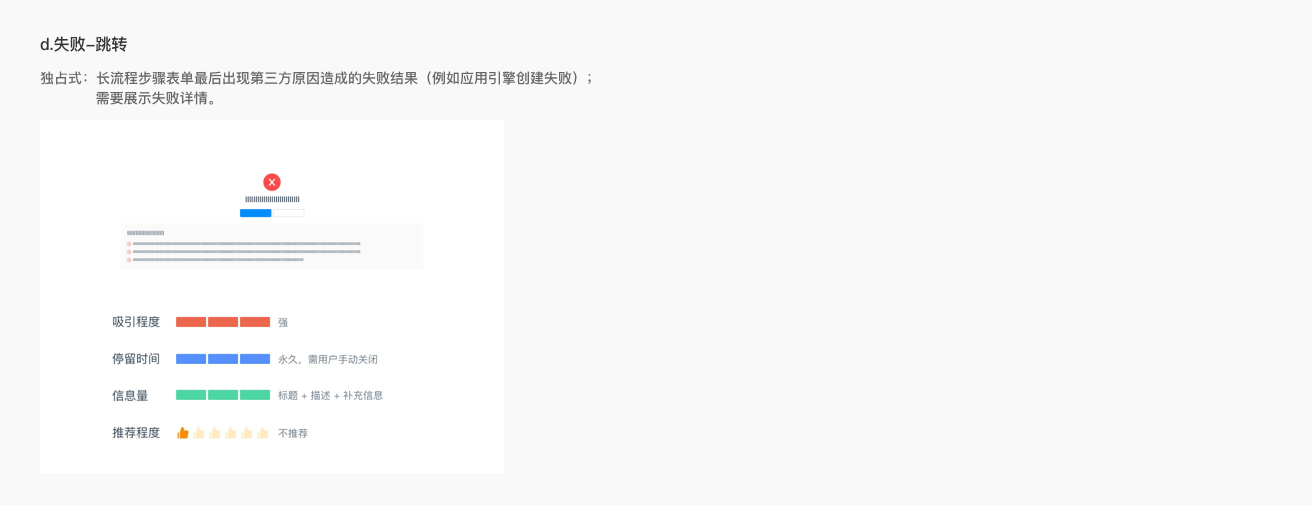 d.失败–跳转
独占式：长流程步骤表单最后出现第三方原因造成的失败结果（例如应用引擎创建失败）；
需要展示失败详情。
吸引程度 强
停留时间 永久，需用户手动关闭
信息量 标题 + 描述 + 补充信息
推荐程度 不推荐